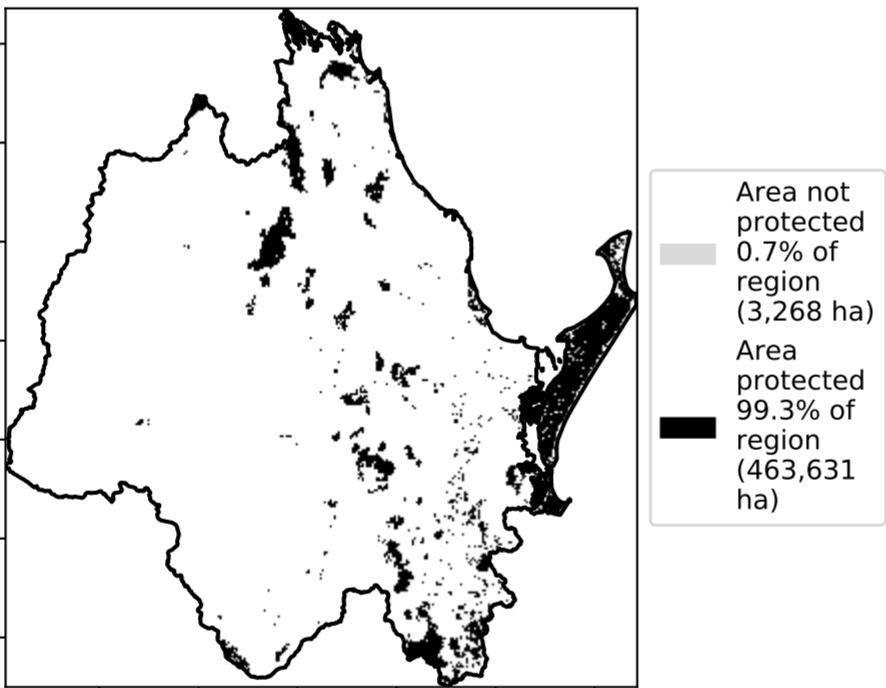 Area not
protected
0.7% of
region
(3,268 ha)
Area
protected
99.3% of
region
(463,631
ha)